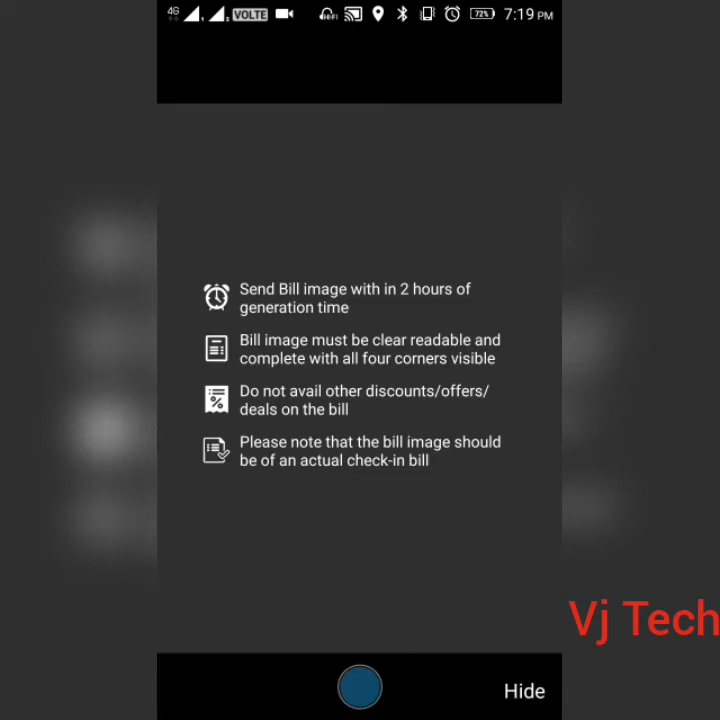 4G VOLTE HiFi 72% 7:19 PM
Send Bill image with in 2 hours of
generation time
Bill image must be clear readable and
complete with all four corners visible
Do not avail other discounts/offers/
deals on the bill
Please note that the bill image should
be of an actual check-in bill
Vj Tech
Hide